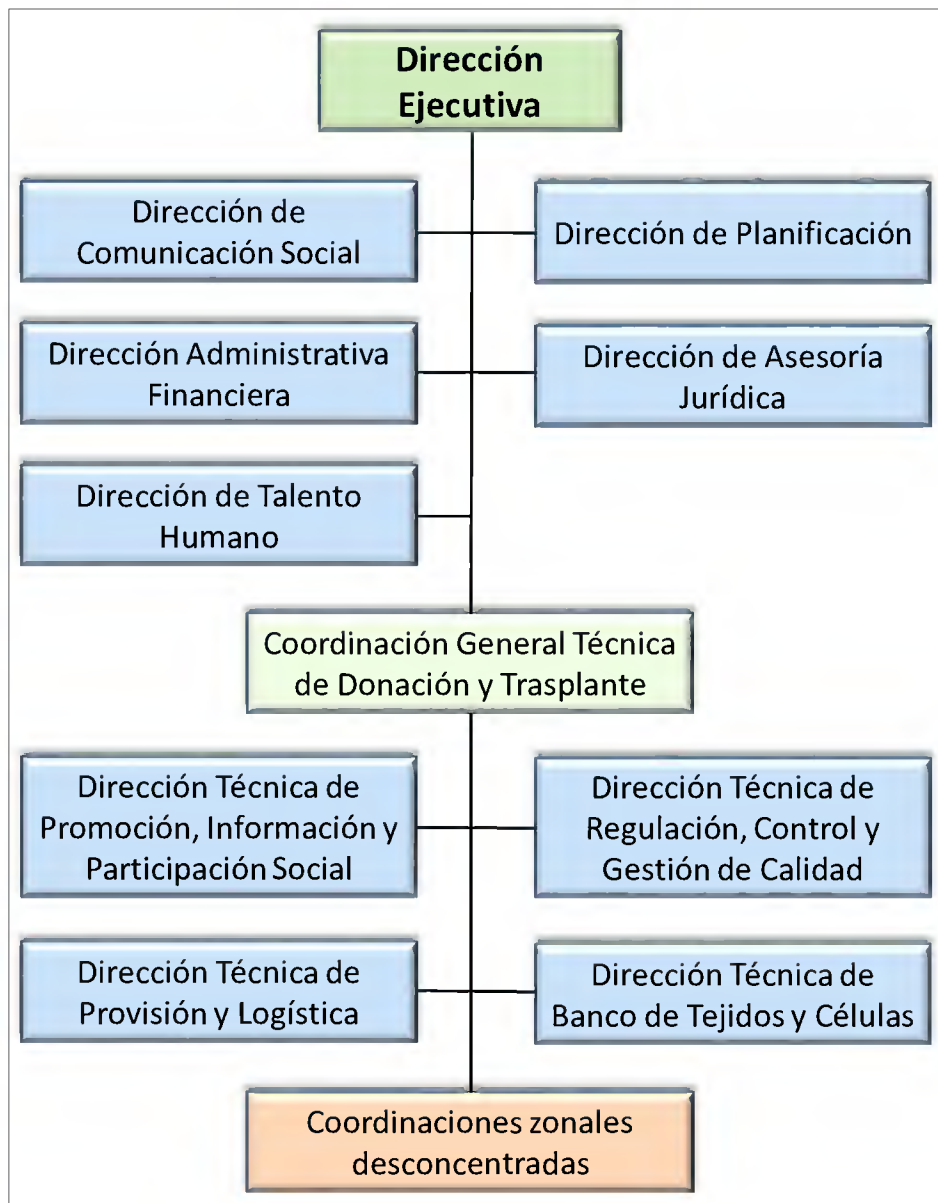 Dirección
Ejecutiva
Dirección de
Comunicación Social
Dirección de Planificación
Dirección Administrativa
Financiera
Dirección de Asesoría
Jurídica
Dirección de Talento
Humano
Coordinación General Técnica
de Donación y Trasplante
Dirección Técnica de
Promoción, Información y
Participación Social
Dirección Técnica de
Regulación, Control y
Gestión de Calidad
Dirección Técnica de
Provisión y Logística
Dirección Técnica de
Banco de Tejidos y Células
Coordinaciones zonales
desconcentradas